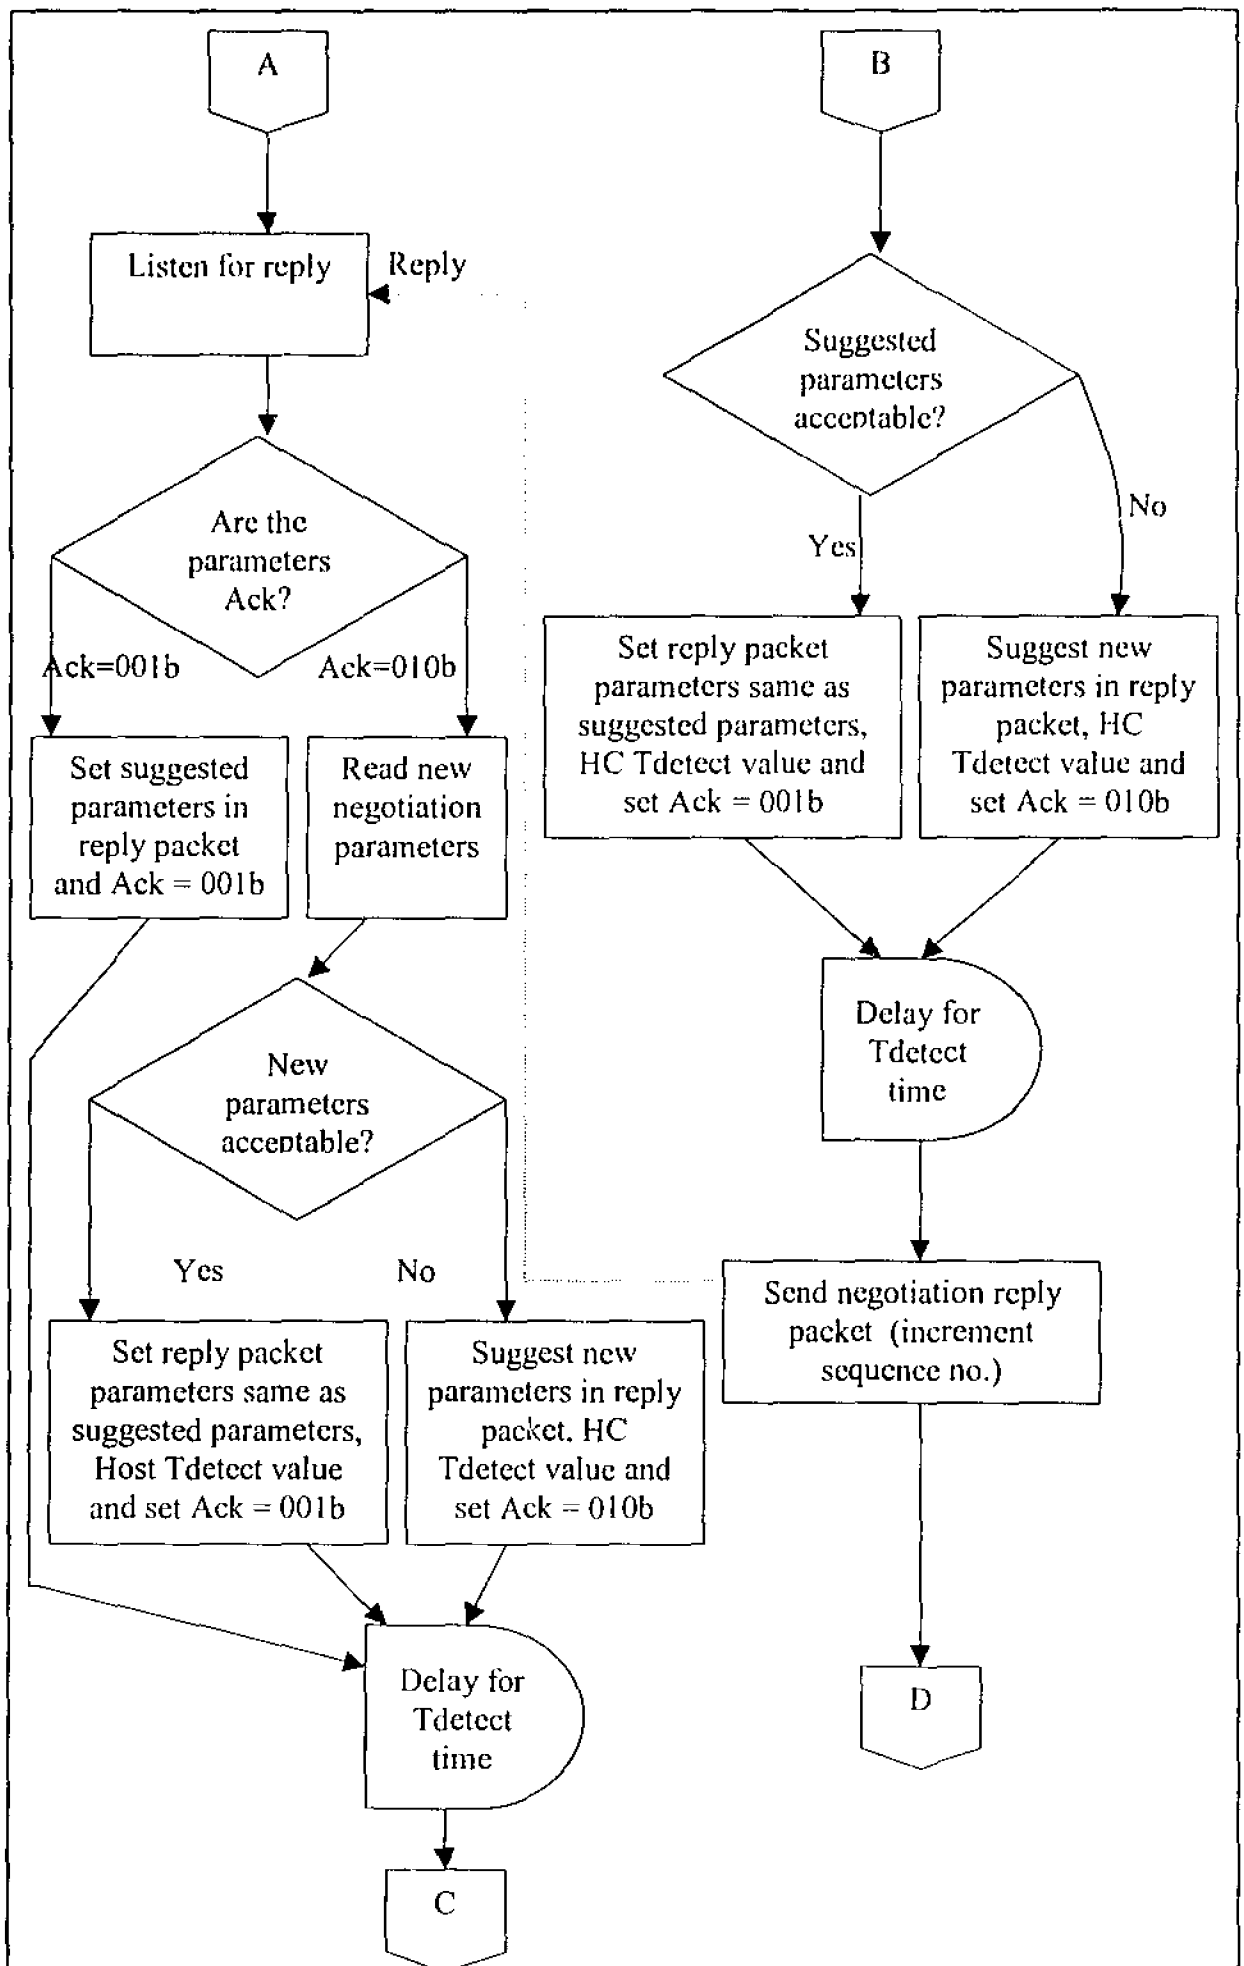 A
Listen for reply
Reply
Are the
parameters
Ack?
Ack=001b
Ack=010b
Set suggested
parameters in
reply packet
and Ack = 001b
Read new
negotiation
parameters
New
parameters
acceptable?
Yes
No
Set reply packet
parameters same as
suggested parameters,
Host Tdetect value
and set Ack = 001b
Suggest new
parameters in reply
packet. HC
Tdetect value and
set Ack = 010b
Delay for
Tdetect
time
C
B
Suggested
parameters
acceptable?
Yes
No
Set reply packet
parameters same as
suggested parameters,
HC Tdetect value and
set Ack = 001b
Suggest new
parameters in reply
packet, HC
Tdetect value and
set Ack = 010b
Delay for
Tdetect
time
Send negotiation reply
packet (increment
sequence no.)
D